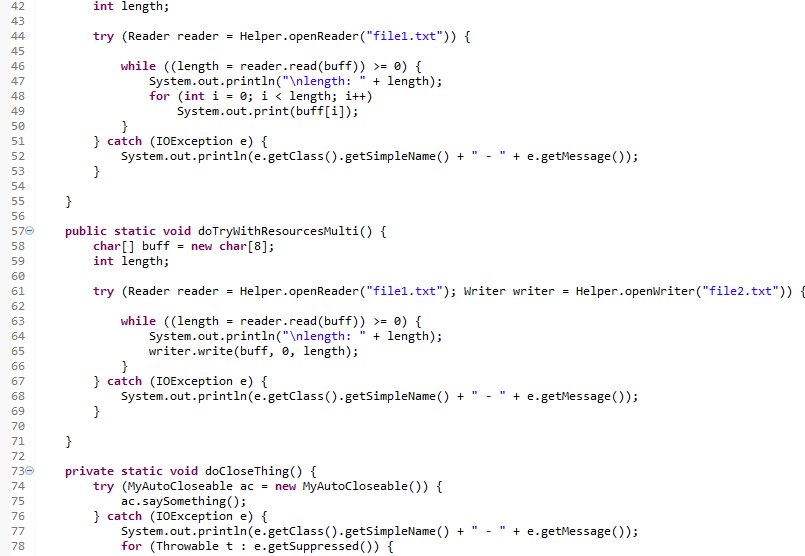 42         int length;
43
44         try (Reader reader = Helper.openReader("file1.txt")) {
45
46             while ((length = reader.read(buff)) >= 0) {
47                 System.out.println("\nlength: " + length);
48                 for (int i = 0; i < length; i++)
49                     System.out.print(buff[i]);
50             }
51         } catch (IOException e) {
52             System.out.println(e.getClass().getSimpleName() + " - " + e.getMessage());
53         }
54
55     }
56
57     public static void doTryWithResourcesMulti() {
58         char[] buff = new char[8];
59         int length;
60
61         try (Reader reader = Helper.openReader("file1.txt"); Writer writer = Helper.openWriter("file2.txt")) {
62
63             while ((length = reader.read(buff)) >= 0) {
64                 System.out.println("\nlength: " + length);
65                 writer.write(buff, 0, length);
66             }
67         } catch (IOException e) {
68             System.out.println(e.getClass().getSimpleName() + " - " + e.getMessage());
69         }
70
71     }
72
73     private static void doCloseThing() {
74         try (MyAutoCloseable ac = new MyAutoCloseable()) {
75             ac.saySomething();
76         } catch (IOException e) {
77             System.out.println(e.getClass().getSimpleName() + " - " + e.getMessage());
78             for (Throwable t : e.getSuppressed()) {